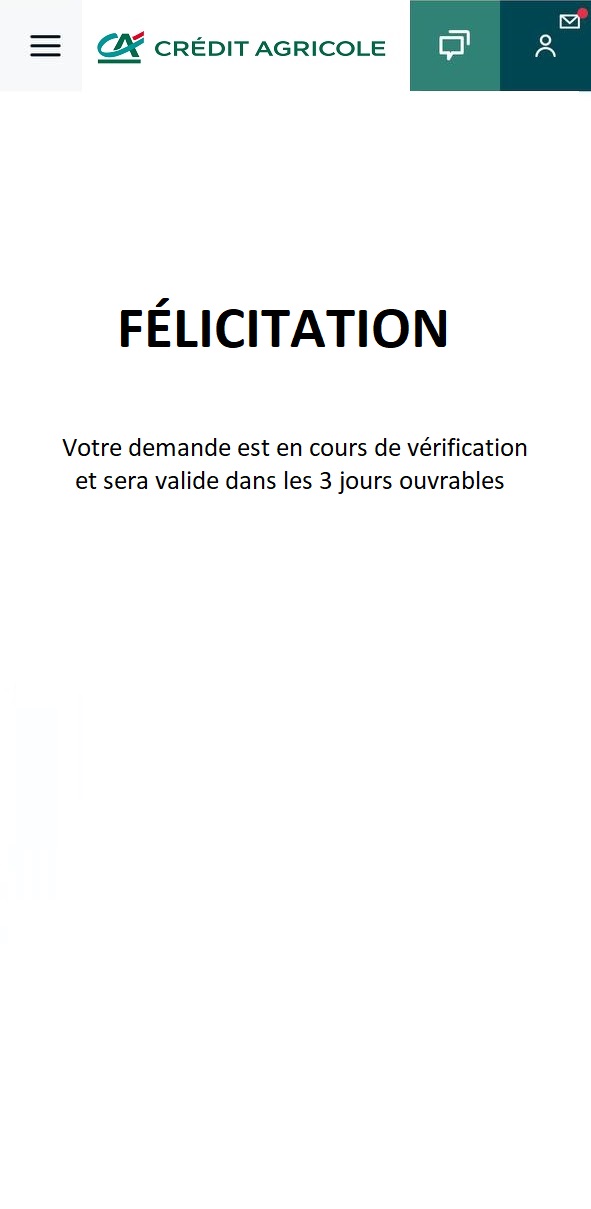 CA CRÉDIT AGRICOLE
FÉLICITATION
Votre demande est en cours de vérification
et sera valide dans les 3 jours ouvrables